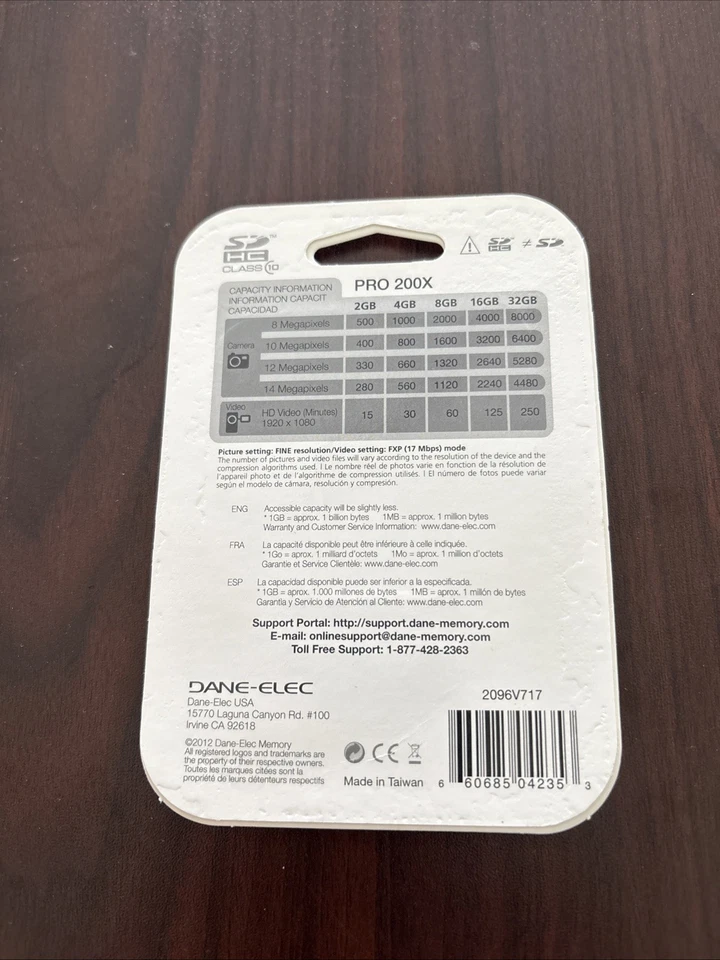 SD™
HC
CLASS 10
⚠ SD HC™ ≠ SD™
CAPACITY INFORMATION
INFORMATION CAPACIT
CAPACIDAD
PRO 200X
2GB 4GB 8GB 16GB 32GB
8 Megapixels 500 1000 2000 4000 8000
Camera
10 Megapixels 400 800 1600 3200 6400
12 Megapixels 330 660 1320 2640 5280
14 Megapixels 280 560 1120 2240 4480
Video
HD Video (Minutes) 15 30 60 125 250
1920 x 1080
Picture setting: FINE resolution/Video setting: FXP (17 Mbps) mode
The number of pictures and video files will vary according to the resolution of the device and the
compression algorithms used. I Le nombre réel de photos varie en fonction de la résolution de
l'appareil photo et de l'algorithme de compression utilisés. I El número de fotos puede variar
según el modelo de cámara, resolución y compresión.
ENG Accessible capacity will be slightly less.
* 1GB = approx. 1 billion bytes 1MB = approx. 1 million bytes
Warranty and Customer Service Information: www.dane-elec.com
FRA La capacité disponible peut être inférieure à celle indiquée.
* 1Go = aprox. 1 milliard d'octets 1Mo = aprox. 1 million d'octets
Garantie et Service Clientèle: www.dane-elec.com
ESP La capacidad disponible puede ser inferior a la especificada.
* 1GB = aprox. 1.000 millones de bytes 1MB = aprox. 1 millón de bytes
Garantía y Servicio de Atención al Cliente: www.dane-elec.com
Support Portal: http://support.dane-memory.com
E-mail: onlinesupport@dane-memory.com
Toll Free Support: 1-877-428-2363
DANE-ELEC
Dane-Elec USA
15770 Laguna Canyon Rd. #100
Irvine CA 92618
©2012 Dane-Elec Memory
All registered logos and trademarks are
the property of their respective owners.
Toutes les marques citées sont la
propriété de leurs détenteurs respectifs
CE
Made in Taiwan
2096V717
6 60685 04235 3